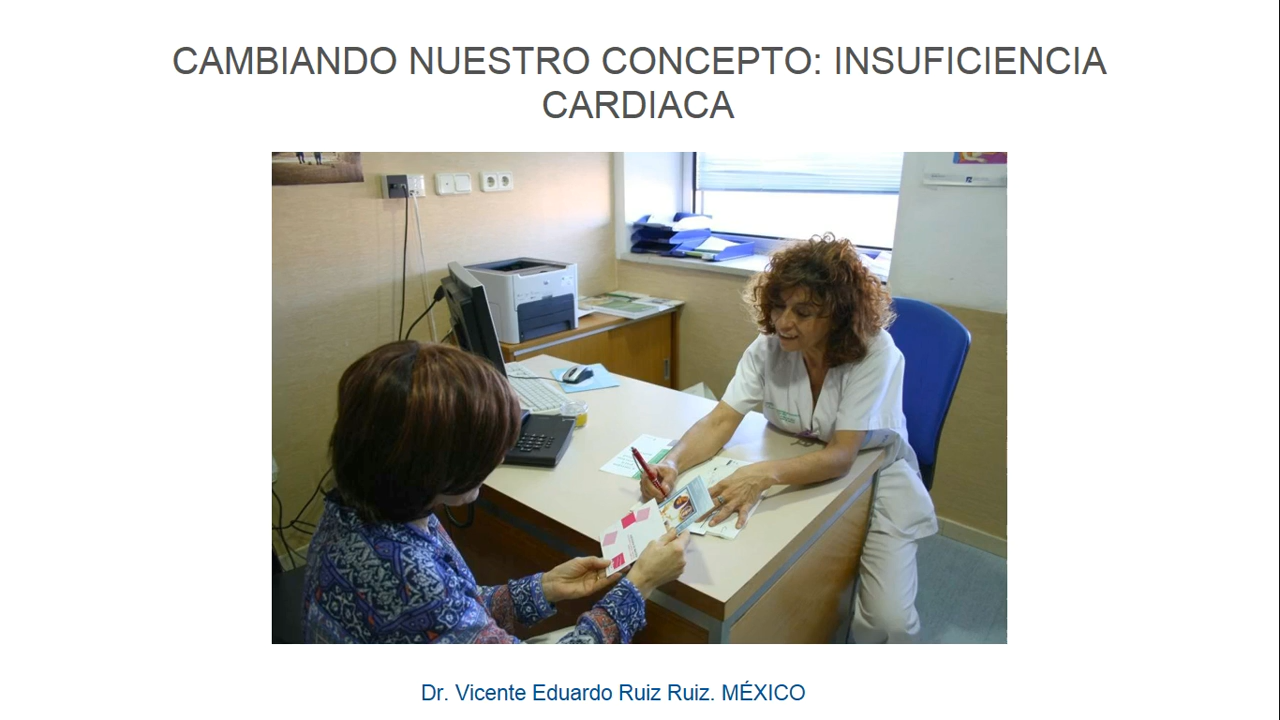 CAMBIANDO NUESTRO CONCEPTO: INSUFICIENCIA
CARDIACA
Dr. Vicente Eduardo Ruiz Ruiz. MÉXICO